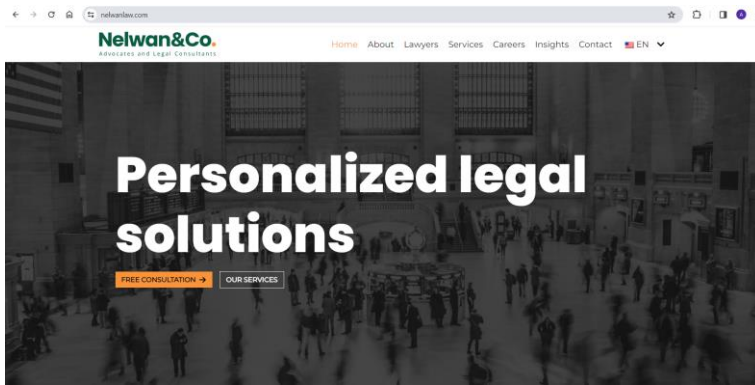 nelwanlaw.com
A
Nelwan&Co.
Advocates and Legal Consultants
Home About Lawyers Services Careers Insights Contact EN
Personalized legal
solutions
FREE CONSULTATION →
OUR SERVICES